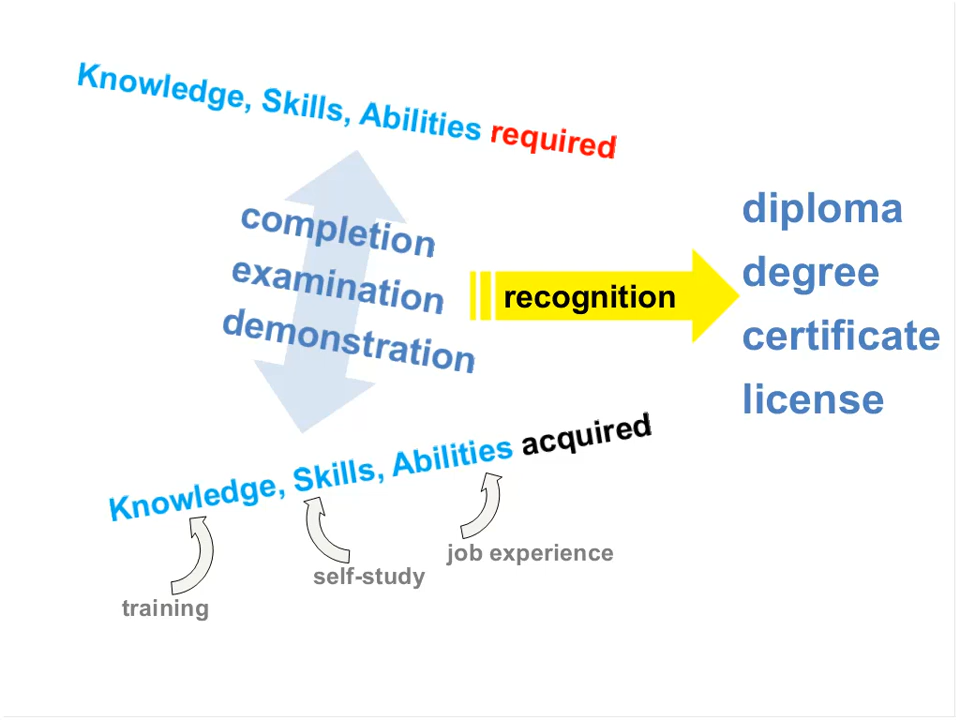 Knowledge, Skills, Abilities required
completion
examination
demonstration
recognition
diploma
degree
certificate
license
Knowledge, Skills, Abilities acquired
training
self-study
job experience